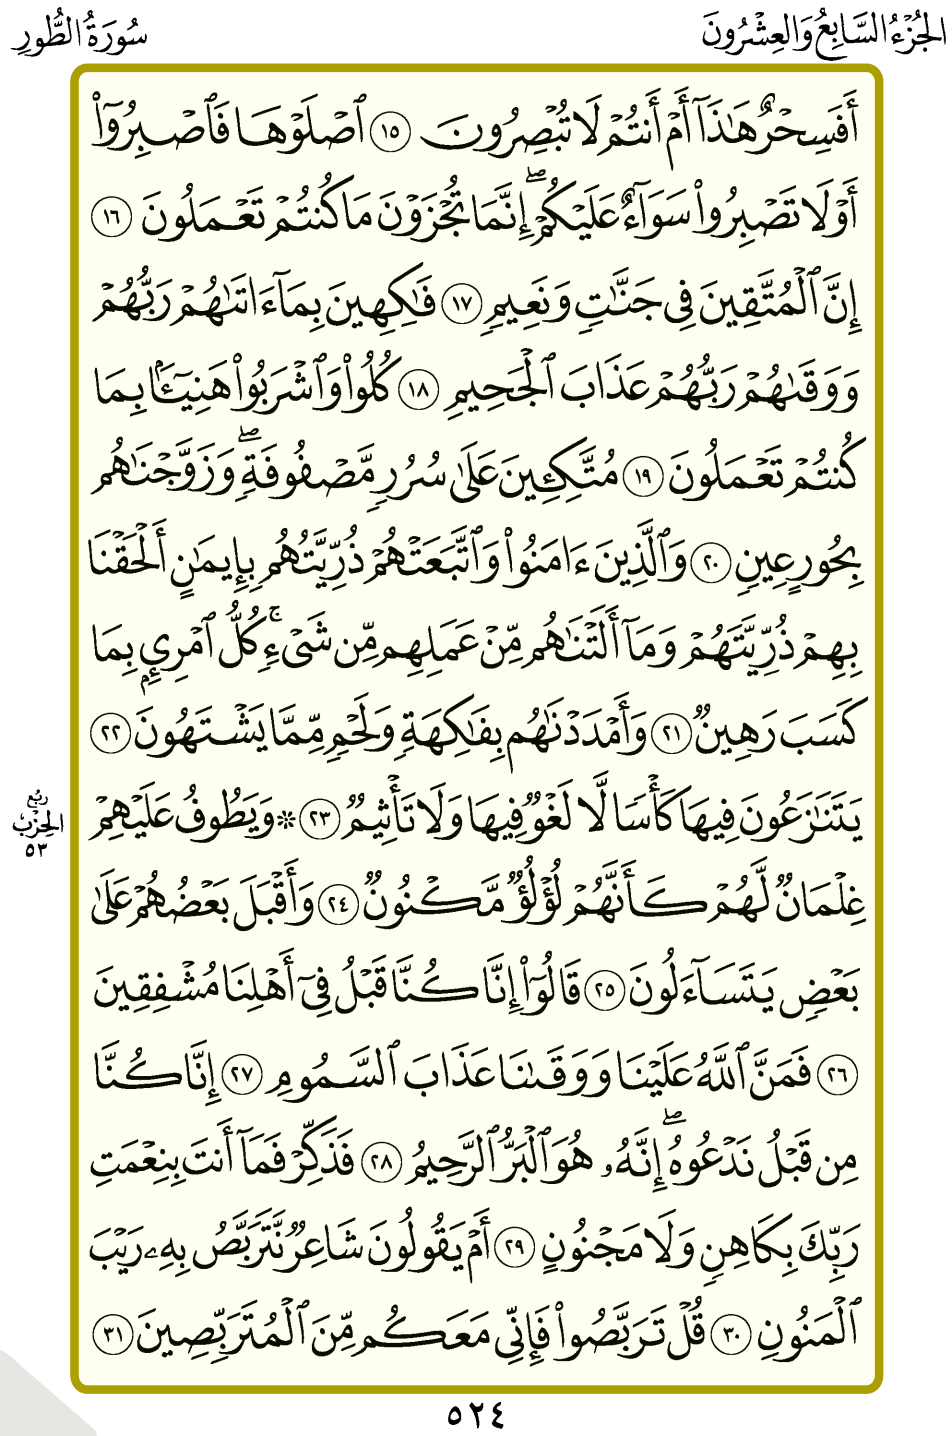 الجُزْءُ السَّابِعُ وَالعِشْرُونَ
سُورَةُ الطُّورِ
أَفَسِحْرٌ هَٰذَآ أَمْ أَنتُمْ لَا تُبْصِرُونَ ١٥ ٱصْلَوْهَا فَٱصْبِرُوٓا۟
أَوْ لَا تَصْبِرُوا۟ سَوَآءٌ عَلَيْكُمْ ۖ إِنَّمَا تُجْزَوْنَ مَا كُنتُمْ تَعْمَلُونَ ١٦
إِنَّ ٱلْمُتَّقِينَ فِى جَنَّٰتٍ وَنَعِيمٍ ١٧ فَٰكِهِينَ بِمَآ ءَاتَىٰهُمْ رَبُّهُمْ
وَوَقَىٰهُمْ رَبُّهُمْ عَذَابَ ٱلْجَحِيمِ ١٨ كُلُوا۟ وَٱشْرَبُوا۟ هَنِيٓـًٔۢا بِمَا
كُنتُمْ تَعْمَلُونَ ١٩ مُتَّكِـِٔينَ عَلَىٰ سُرُرٍ مَّصْفُوفَةٍ ۖ وَزَوَّجْنَٰهُم
بِحُورٍ عِينٍ ٢٠ وَٱلَّذِينَ ءَامَنُوا۟ وَٱتَّبَعَتْهُمْ ذُرِّيَّتُهُم بِإِيمَٰنٍ أَلْحَقْنَا
بِهِمْ ذُرِّيَّتَهُمْ وَمَآ أَلَتْنَٰهُم مِّنْ عَمَلِهِم مِّن شَىْءٍ ۚ كُلُّ ٱمْرِئٍۭ بِمَا
كَسَبَ رَهِينٌ ٢١ وَأَمْدَدْنَٰهُم بِفَٰكِهَةٍ وَلَحْمٍ مِّمَّا يَشْتَهُونَ ٢٢
يَتَنَٰزَعُونَ فِيهَا كَأْسًا لَّا لَغْوٌ فِيهَا وَلَا تَأْثِيمٌ ٢٣ ۞ وَيَطُوفُ عَلَيْهِمْ
رُبْع
الحِزْب
٥٣
غِلْمَانٌ لَّهُمْ كَأَنَّهُمْ لُؤْلُؤٌ مَّكْنُونٌ ٢٤ وَأَقْبَلَ بَعْضُهُمْ عَلَىٰ
بَعْضٍ يَتَسَآءَلُونَ ٢٥ قَالُوٓا۟ إِنَّا كُنَّا قَبْلُ فِىٓ أَهْلِنَا مُشْفِقِينَ
٢٦ فَمَنَّ ٱللَّهُ عَلَيْنَا وَوَقَىٰنَا عَذَابَ ٱلسَّمُومِ ٢٧ إِنَّا كُنَّا
مِن قَبْلُ نَدْعُوهُ ۖ إِنَّهُۥ هُوَ ٱلْبَرُّ ٱلرَّحِيمُ ٢٨ فَذَكِّرْ فَمَآ أَنتَ بِنِعْمَتِ
رَبِّكَ بِكَاهِنٍ وَلَا مَجْنُونٍ ٢٩ أَمْ يَقُولُونَ شَاعِرٌ نَّتَرَبَّصُ بِهِۦ رَيْبَ
ٱلْمَنُونِ ٣٠ قُلْ تَرَبَّصُوا۟ فَإِنِّى مَعَكُم مِّنَ ٱلْمُتَرَبِّصِينَ ٣١
٥٢٤